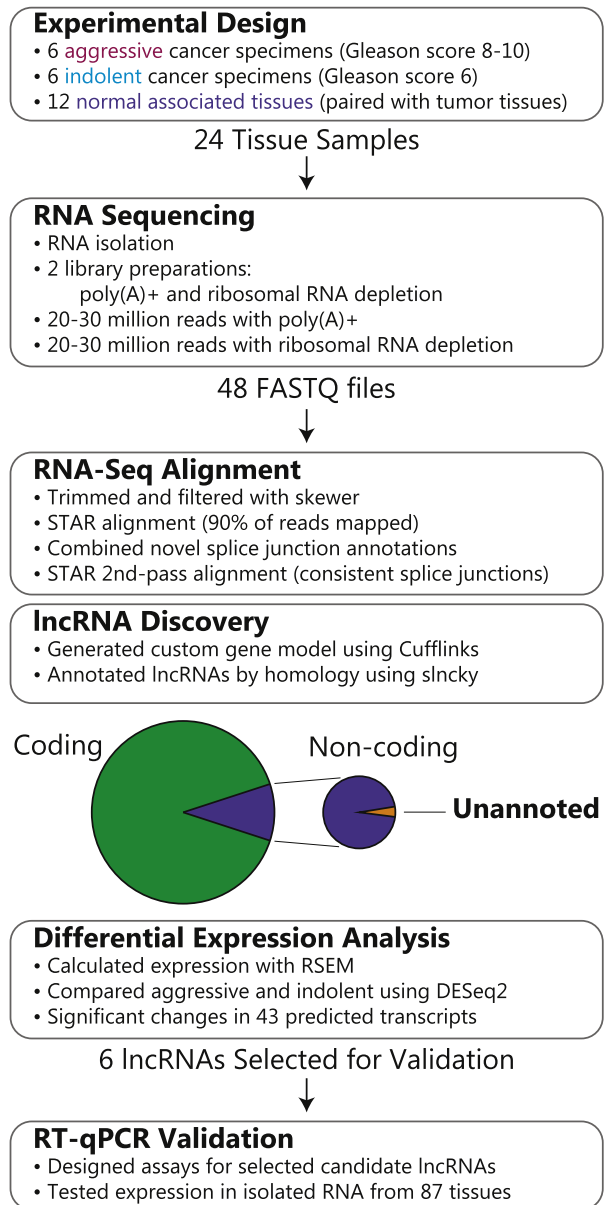 Experimental Design
• 6 aggressive cancer specimens (Gleason score 8-10)
• 6 indolent cancer specimens (Gleason score 6)
• 12 normal associated tissues (paired with tumor tissues)
24 Tissue Samples
RNA Sequencing
• RNA isolation
• 2 library preparations:
poly(A)+ and ribosomal RNA depletion
• 20-30 million reads with poly(A)+
• 20-30 million reads with ribosomal RNA depletion
48 FASTQ files
RNA-Seq Alignment
• Trimmed and filtered with skewer
• STAR alignment (90% of reads mapped)
• Combined novel splice junction annotations
• STAR 2nd-pass alignment (consistent splice junctions)
lncRNA Discovery
• Generated custom gene model using Cufflinks
• Annotated lncRNAs by homology using slncky
Coding
Non-coding
Unannoted
Differential Expression Analysis
• Calculated expression with RSEM
• Compared aggressive and indolent using DESeq2
• Significant changes in 43 predicted transcripts
6 lncRNAs Selected for Validation
RT-qPCR Validation
• Designed assays for selected candidate lncRNAs
• Tested expression in isolated RNA from 87 tissues